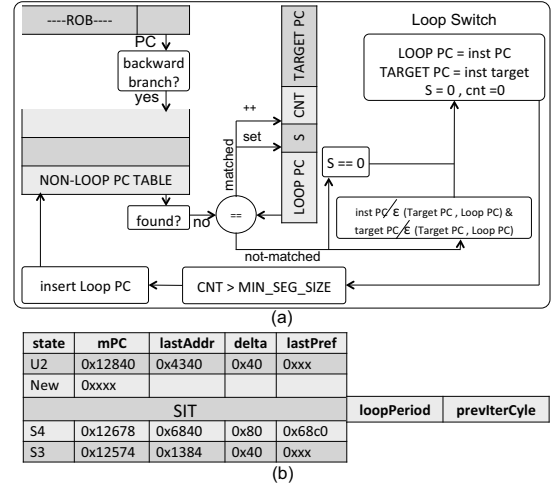 ----ROB----
Loop Switch
PC
backward
branch?
yes
NON-LOOP PC TABLE
found?
no
matched
++
set
==
not-matched
TARGET PC
CNT
S
LOOP PC
LOOP PC = inst PC
TARGET PC = inst target
S = 0 , cnt =0
S == 0
inst PC ɛ̸ (Target PC , Loop PC) &
target PC ɛ̸ (Target PC , Loop PC)
insert Loop PC
CNT > MIN_SEG_SIZE
(a)
state mPC lastAddr delta lastPref
U2 0x12840 0x4340 0x40 0xxx
New 0xxxx
SIT loopPeriod prevIterCyle
S4 0x12678 0x6840 0x80 0x68c0
S3 0x12574 0x1384 0x40 0xxx
(b)